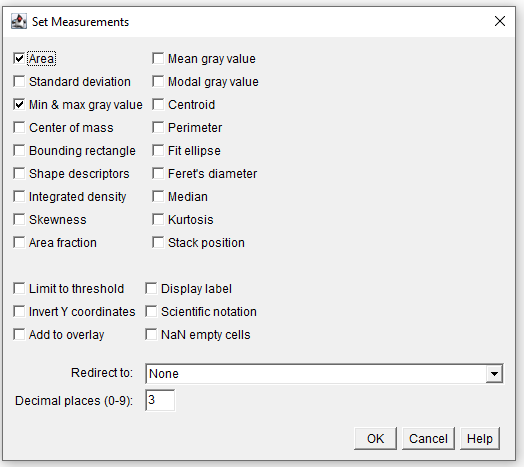 Set Measurements
Area Mean gray value
Standard deviation Modal gray value
Min & max gray value Centroid
Center of mass Perimeter
Bounding rectangle Fit ellipse
Shape descriptors Feret's diameter
Integrated density Median
Skewness Kurtosis
Area fraction Stack position
Limit to threshold Display label
Invert Y coordinates Scientific notation
Add to overlay NaN empty cells
Redirect to: None
Decimal places (0-9): 3
OK Cancel Help